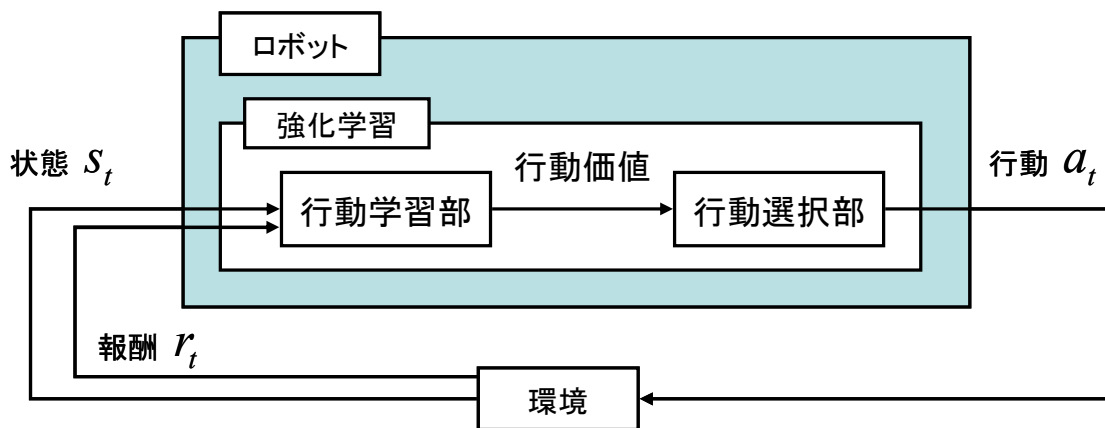 ロボット
強化学習
状態 s_t
行動価値
行動 a_t
行動学習部
行動選択部
報酬 r_t
環境